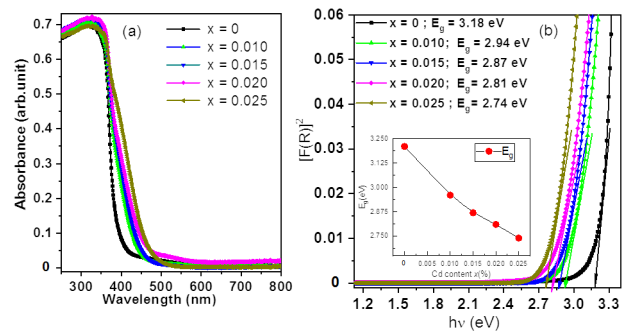 (a)
x = 0
x = 0.010
x = 0.015
x = 0.020
x = 0.025
Absorbance (arb.unit)
0.7
0.6
0.5
0.4
0.3
0.2
0.1
0
300 400 500 600 700 800
Wavelength (nm)
(b)
x = 0 ; Eg = 3.18 eV
x = 0.010; Eg = 2.94 eV
x = 0.015; Eg = 2.87 eV
x = 0.020; Eg = 2.81 eV
x = 0.025 ; Eg = 2.74 eV
[F(R)]²
0.06
0.05
0.04
0.03
0.02
0.01
0
1.2 1.5 1.8 2.1 2.4 2.7 3.0 3.3
hν (eV)
Eg
Eg(eV)
3.250
3.125
3.000
2.875
2.750
0 0.005 0.010 0.015 0.020 0.025
Cd content x(%)